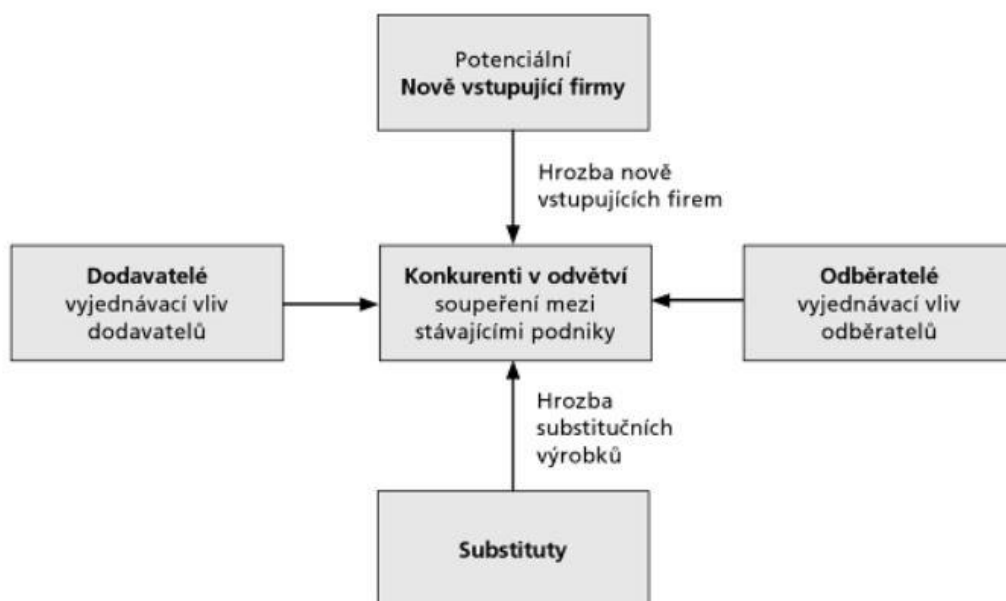 Potenciální
Nově vstupující firmy
Hrozba nově
vstupujících firem
Dodavatelé
vyjednávací vliv
dodavatelů
Konkurenti v odvětví
soupeření mezi
stávajícími podniky
Odběratelé
vyjednávací vliv
odběratelů
Hrozba
substitučních
výrobků
Substituty